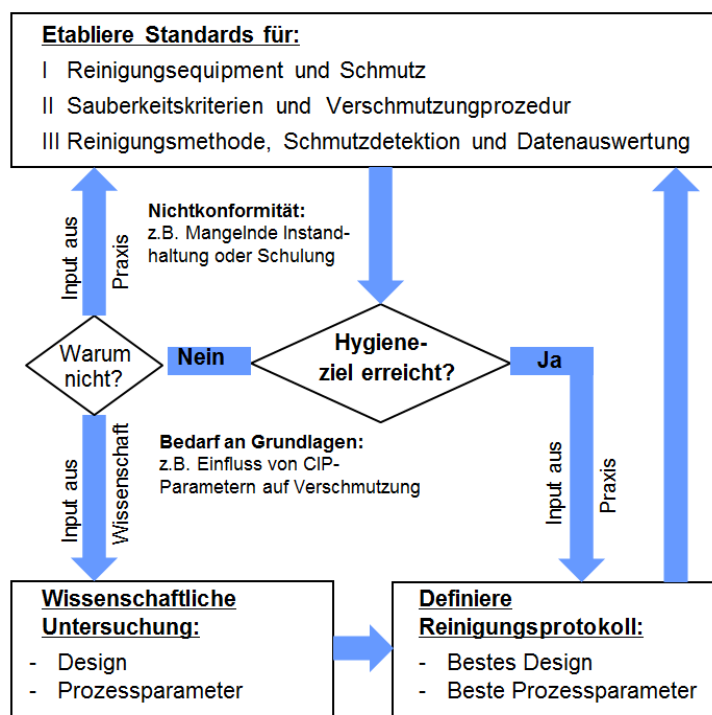 Etabliere Standards für:
I Reinigungsequipment und Schmutz
II Sauberkeitskriterien und Verschmutzungprozedur
III Reinigungsmethode, Schmutzdetektion und Datenauswertung
Input aus
Praxis
Nichtkonformität:
z.B. Mangelnde Instand-
haltung oder Schulung
Warum
nicht?
Nein
Hygiene-
ziel erreicht?
Ja
Input aus
Wissenschaft
Bedarf an Grundlagen:
z.B. Einfluss von CIP-
Parametern auf Verschmutzung
Input aus
Praxis
Wissenschaftliche
Untersuchung:
- Design
- Prozessparameter
Definiere
Reinigungsprotokoll:
- Bestes Design
- Beste Prozessparameter